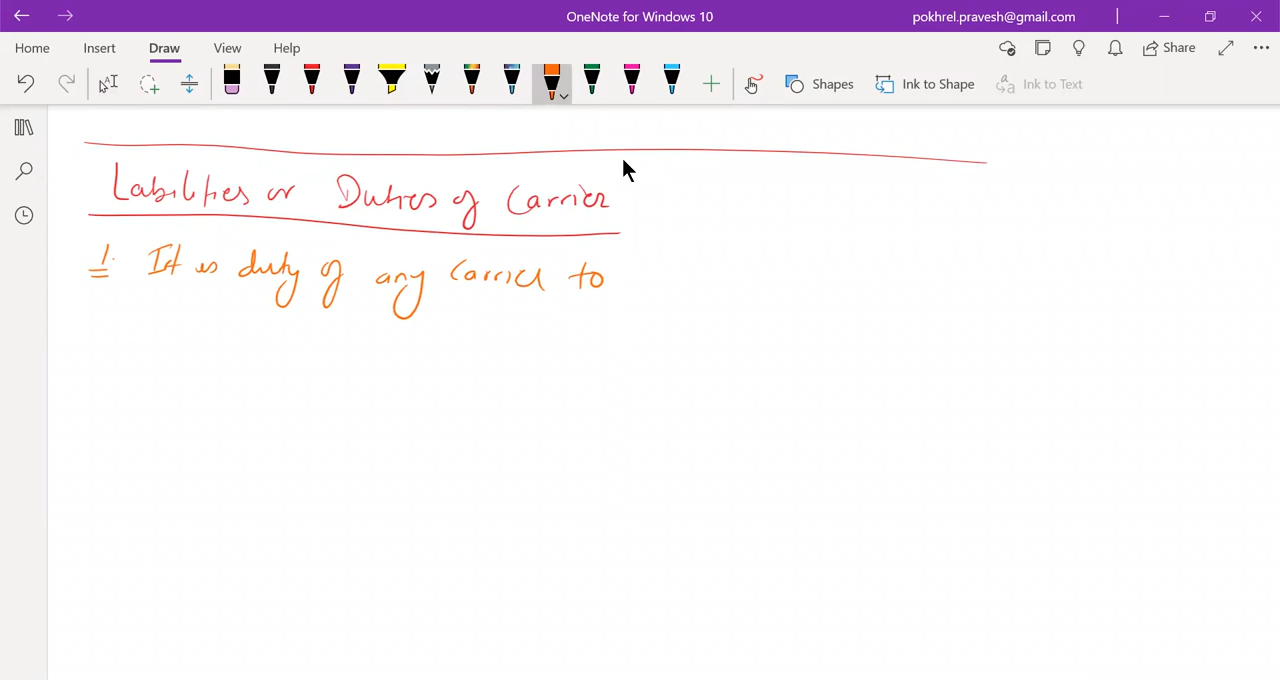 OneNote for Windows 10
pokhrel.pravesh@gmail.com
Home Insert Draw View Help
Share
Shapes Ink to Shape Ink to Text
Labilities or Duties of Carrier
1. It is duty of any Carrier to